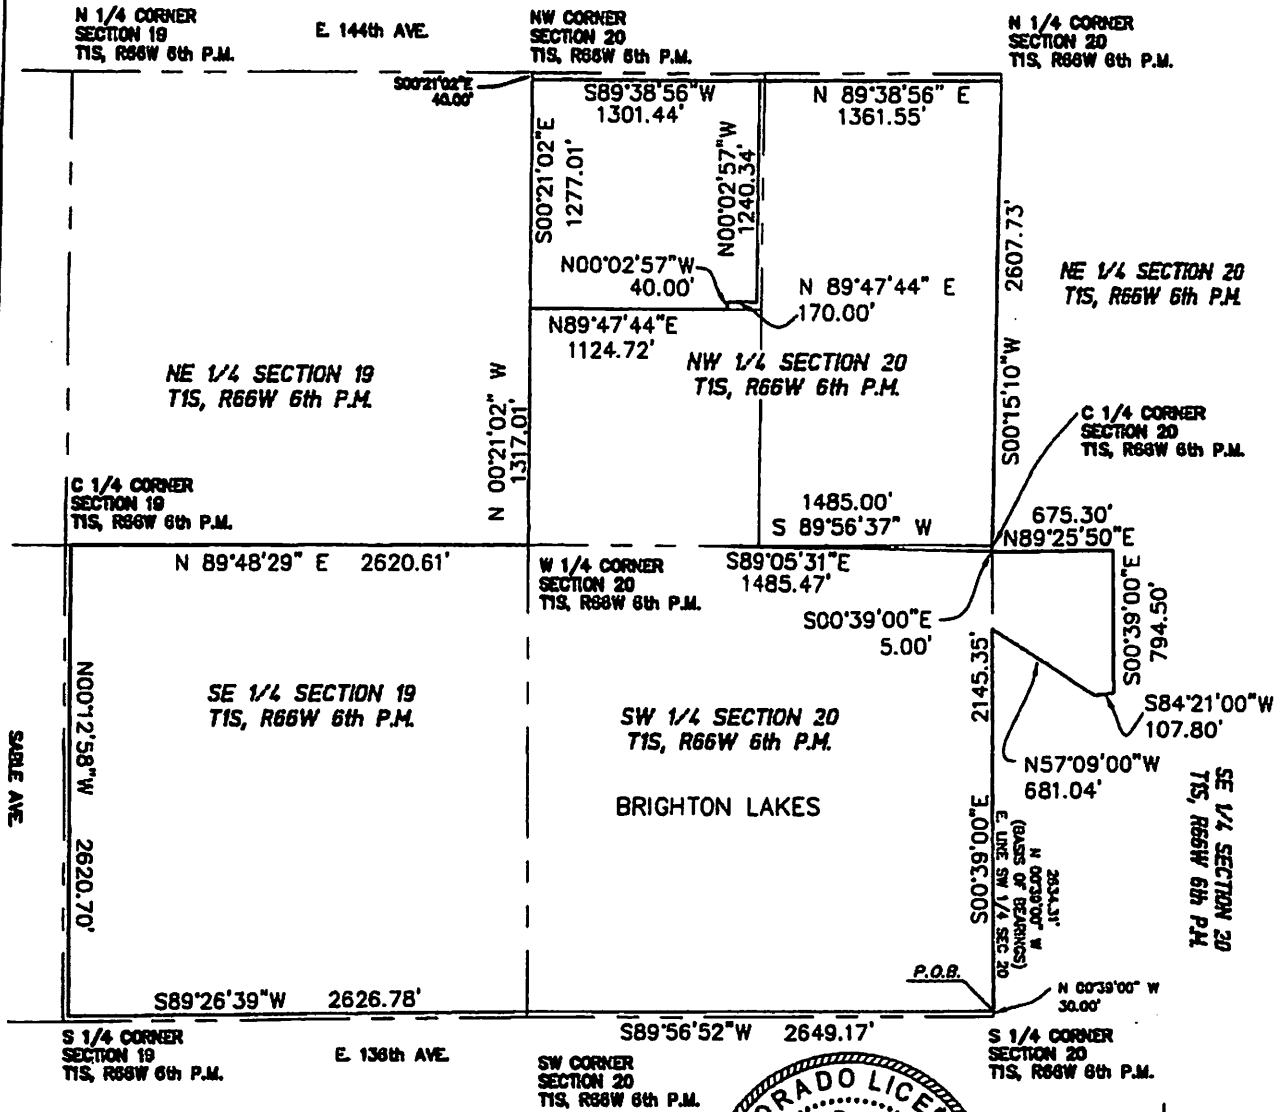 N 1/4 CORNER
SECTION 19
T1S, R66W 6th P.M.
E. 144th AVE.
NW CORNER
SECTION 20
T1S, R66W 6th P.M.
N 1/4 CORNER
SECTION 20
T1S, R66W 6th P.M.
S00°21'02"E
40.00'
S89°38'56"W
1301.44'
N 89°38'56" E
1361.55'
S00°21'02"E
1277.01'
N00°02'57"W
1240.34'
N00°02'57"W
40.00'
N 89°47'44" E
170.00'
N89°47'44"E
1124.72'
2607.73'
S00°15'10"W
NE 1/4 SECTION 20
T1S, R66W 6th P.M.
NE 1/4 SECTION 19
T1S, R66W 6th P.M.
NW 1/4 SECTION 20
T1S, R66W 6th P.M.
N 00°21'02" W
1317.01'
C 1/4 CORNER
SECTION 20
T1S, R66W 6th P.M.
C 1/4 CORNER
SECTION 19
T1S, R66W 6th P.M.
1485.00'
S 89°56'37" W
675.30'
N89°25'50"E
N 89°48'29" E 2620.61'
W 1/4 CORNER
SECTION 20
T1S, R66W 6th P.M.
S89°05'31"E
1485.47'
S00°39'00"E
5.00'
S00°39'00"E
794.50'
SE 1/4 SECTION 19
T1S, R66W 6th P.M.
SW 1/4 SECTION 20
T1S, R66W 6th P.M.
BRIGHTON LAKES
2145.35'
S00°39'00"E
S84°21'00"W
107.80'
N57°09'00"W
681.04'
SE 1/4 SECTION 20
T1S, R66W 6th P.M.
N00°12'58"W 2620.70'
SABLE AVE.
2634.31'
N 00°39'00" W
(BASIS OF BEARINGS)
E. LINE SW 1/4 SEC 20
P.O.B.
N 00°39'00" W
30.00'
S89°26'39"W 2626.78'
S89°56'52"W 2649.17'
S 1/4 CORNER
SECTION 19
T1S, R66W 6th P.M.
E. 136th AVE.
SW CORNER
SECTION 20
T1S, R66W 6th P.M.
S 1/4 CORNER
SECTION 20
T1S, R66W 6th P.M.